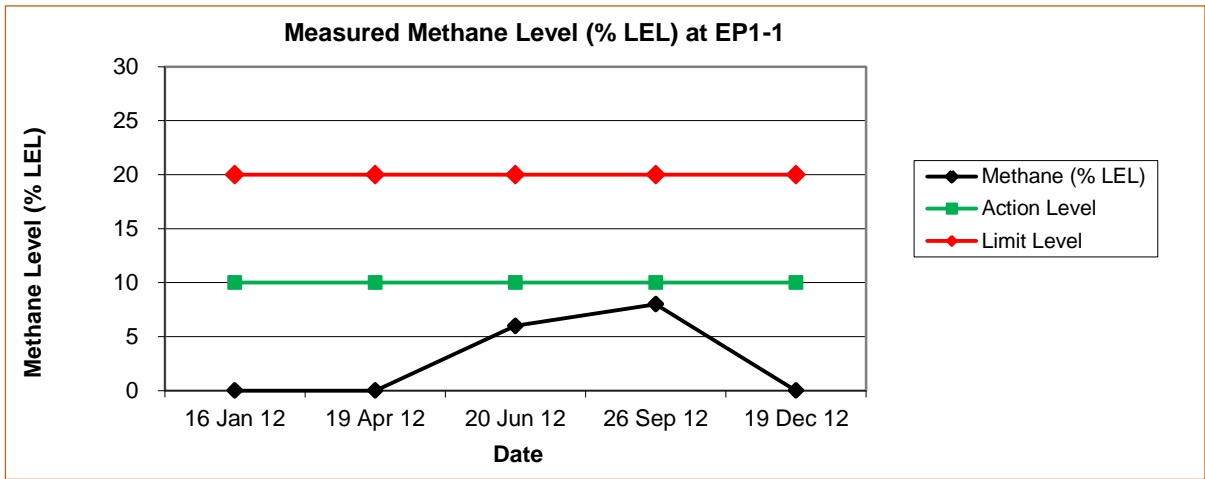 Measured Methane Level (% LEL) at EP1-1
Methane Level (% LEL)
30
25
20
15
10
5
0
16 Jan 12 19 Apr 12 20 Jun 12 26 Sep 12 19 Dec 12
Date
Methane (% LEL)
Action Level
Limit Level